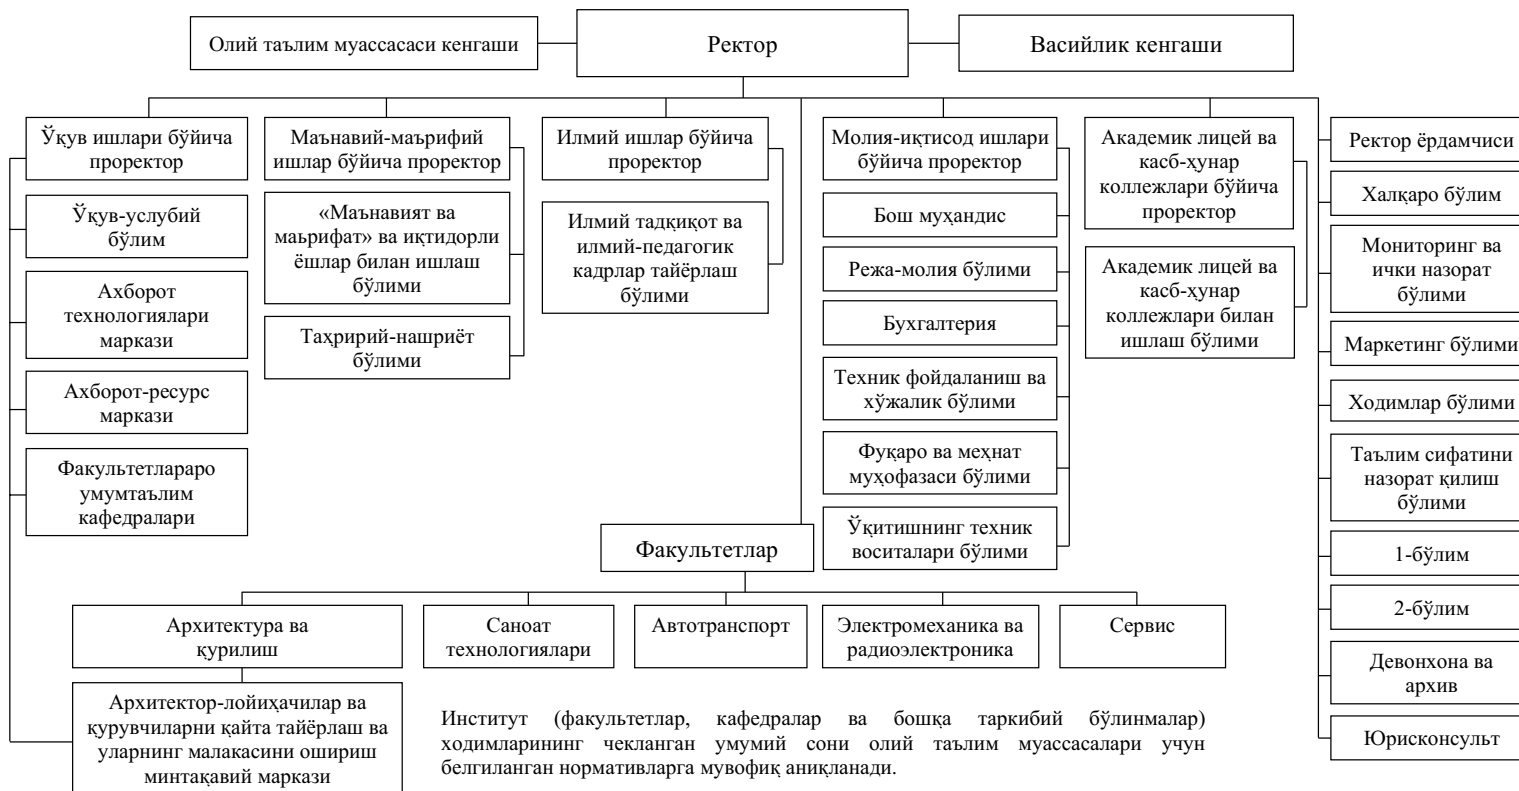 Олий таълим муассасаси кенгаши
Ректор
Васийлик кенгаши
Ўқув ишлари бўйича
проректор
Ўқув-услубий
бўлим
Ахборот
технологиялари
маркази
Ахборот-ресурс
маркази
Факультетлараро
умумтаълим
кафедралари
Маънавий-маърифий
ишлар бўйича проректор
«Маънавият ва
маьрифат» ва иқтидорли
ёшлар билан ишлаш
бўлими
Таҳририй-нашриёт
бўлими
Илмий ишлар бўйича
проректор
Илмий тадқиқот ва
илмий-педагогик
кадрлар тайёрлаш
бўлими
Молия-иқтисод ишлари
бўйича проректор
Бош муҳандис
Режа-молия бўлими
Бухгалтерия
Техник фойдаланиш ва
хўжалик бўлими
Фуқаро ва меҳнат
муҳофазаси бўлими
Ўқитишнинг техник
воситалари бўлими
Академик лицей ва
касб-ҳунар
коллежлари бўйича
проректор
Академик лицей ва
касб-ҳунар
коллежлари билан
ишлаш бўлими
Ректор ёрдамчиси
Халқаро бўлим
Мониторинг ва
ички назорат
бўлими
Маркетинг бўлими
Ходимлар бўлими
Таълим сифатини
назорат қилиш
бўлими
1-бўлим
2-бўлим
Девонхона ва
архив
Юрисконсульт
Факультетлар
Архитектура ва
қурилиш
Саноат
технологиялари
Автотранспорт
Электромеханика ва
радиоэлектроника
Сервис
Архитектор-лойиҳачилар ва
қурувчиларни қайта тайёрлаш ва
уларнинг малакасини ошириш
минтақавий маркази
Институт (факультетлар, кафедралар ва бошқа таркибий бўлинмалар)
ходимларининг чекланган умумий сони олий таълим муассасалари учун
белгиланган нормативларга мувофиқ аниқланади.